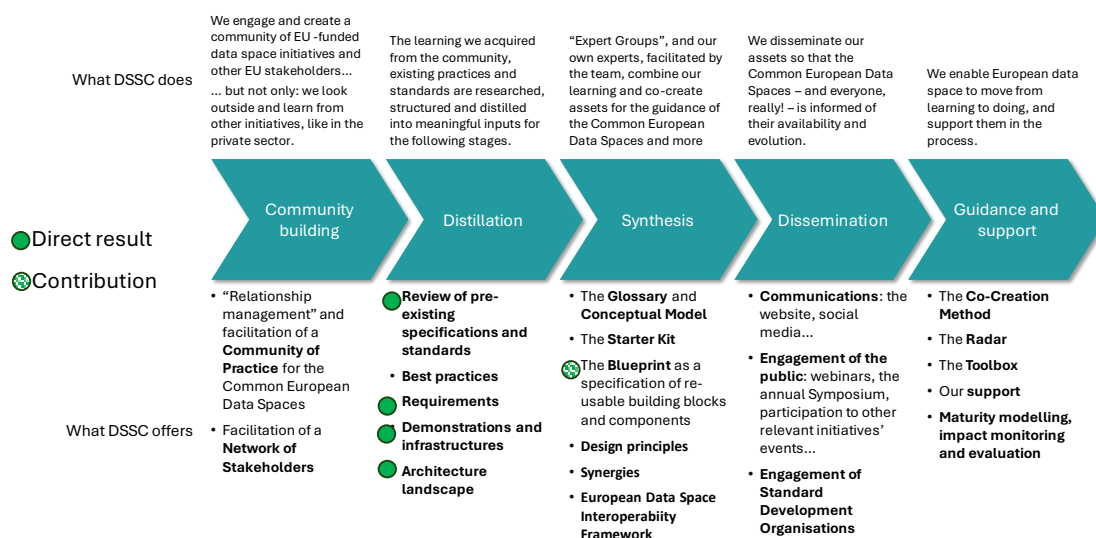 What DSSC does
We engage and create a
community of EU -funded
data space initiatives and
other EU stakeholders...
... but not only: we look
outside and learn from
other initiatives, like in the
private sector.
The learning we acquired
from the community,
existing practices and
standards are researched,
structured and distilled
into meaningful inputs for
the following stages.
“Expert Groups”, and our
own experts, facilitated by
the team, combine our
learning and co-create
assets for the guidance of
the Common European
Data Spaces and more
We disseminate our
assets so that the
Common European Data
Spaces – and everyone,
really! – is informed of
their availability and
evolution.
We enable European data
space to move from
learning to doing, and
support them in the
process.
Community
building
Distillation
Synthesis
Dissemination
Guidance and
support
Direct result
Contribution
What DSSC offers
• “Relationship
management” and
facilitation of a
Community of
Practice for the
Common European
Data Spaces
• Facilitation of a
Network of
Stakeholders
Review of pre-
existing
specifications and
standards
• Best practices
Requirements
Demonstrations and
infrastructures
Architecture
landscape
• The Glossary and
Conceptual Model
• The Starter Kit
The Blueprint as a
specification of re-
usable building blocks
and components
• Design principles
• Synergies
• European Data Space
Interoperabiity
Framework
• Communications: the
website, social
media...
• Engagement of the
public: webinars, the
annual Symposium,
participation to other
relevant initiatives’
events...
• Engagement of
Standard
Development
Organisations
• The Co-Creation
Method
• The Radar
• The Toolbox
• Our support
• Maturity modelling,
impact monitoring
and evaluation